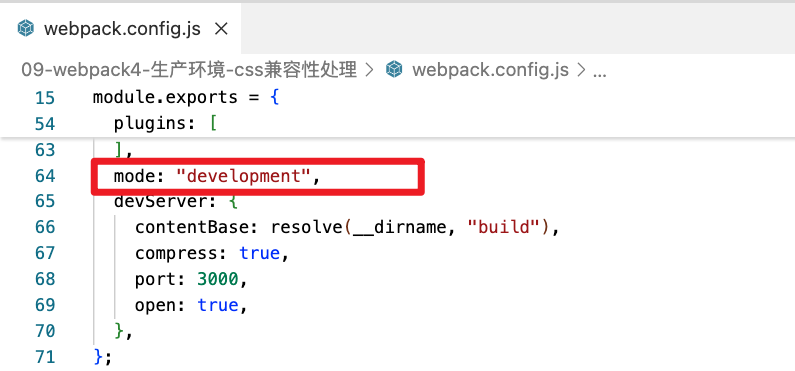 webpack.config.js ×
09-webpack4-生产环境-css兼容性处理 > webpack.config.js > ...
15 module.exports = {
54 plugins: [
63 ],
64 mode: "development",
65 devServer: {
66 contentBase: resolve(__dirname, "build"),
67 compress: true,
68 port: 3000,
69 open: true,
70 },
71 };